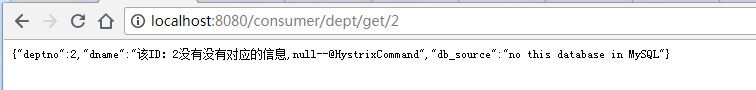 localhost:8080/consumer/dept/get/2
{"deptno":2,"dname":"该ID：2没有没有对应的信息,null--@HystrixCommand","db_source":"no this database in MySQL"}